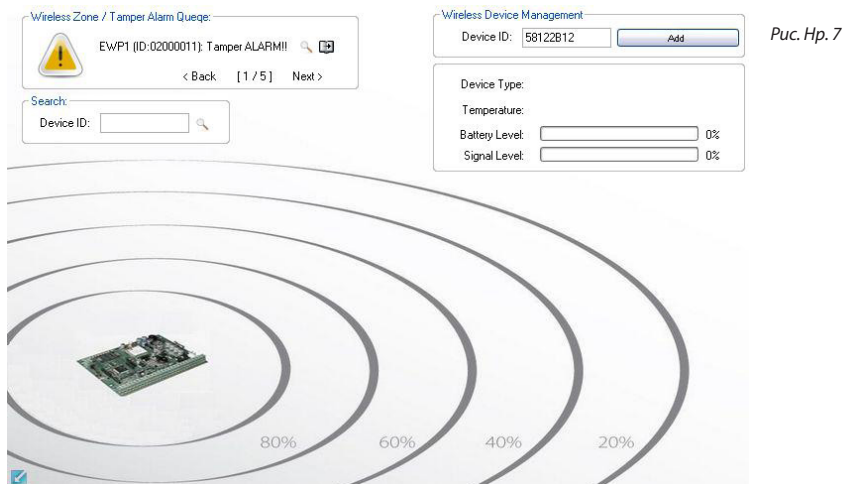 Wireless Zone / Tamper Alarm Queqe:
EWP1 (ID:02000011): Tamper ALARM!!
< Back [1 / 5] Next >
Search:
Device ID:
Wireless Device Management
Device ID: 58122B12 Add
Device Type:
Temperature:
Battery Level: 0%
Signal Level: 0%
Рис. Нр. 7
80% 60% 40% 20%